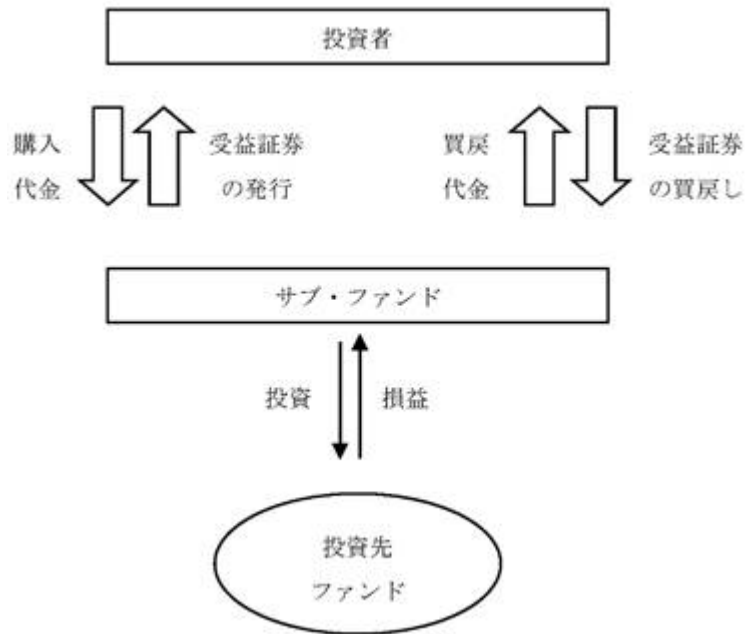 投資者
購入
代金
受益証券
の発行
買戻
代金
受益証券
の買戻し
サブ・ファンド
投資
損益
投資先
ファンド